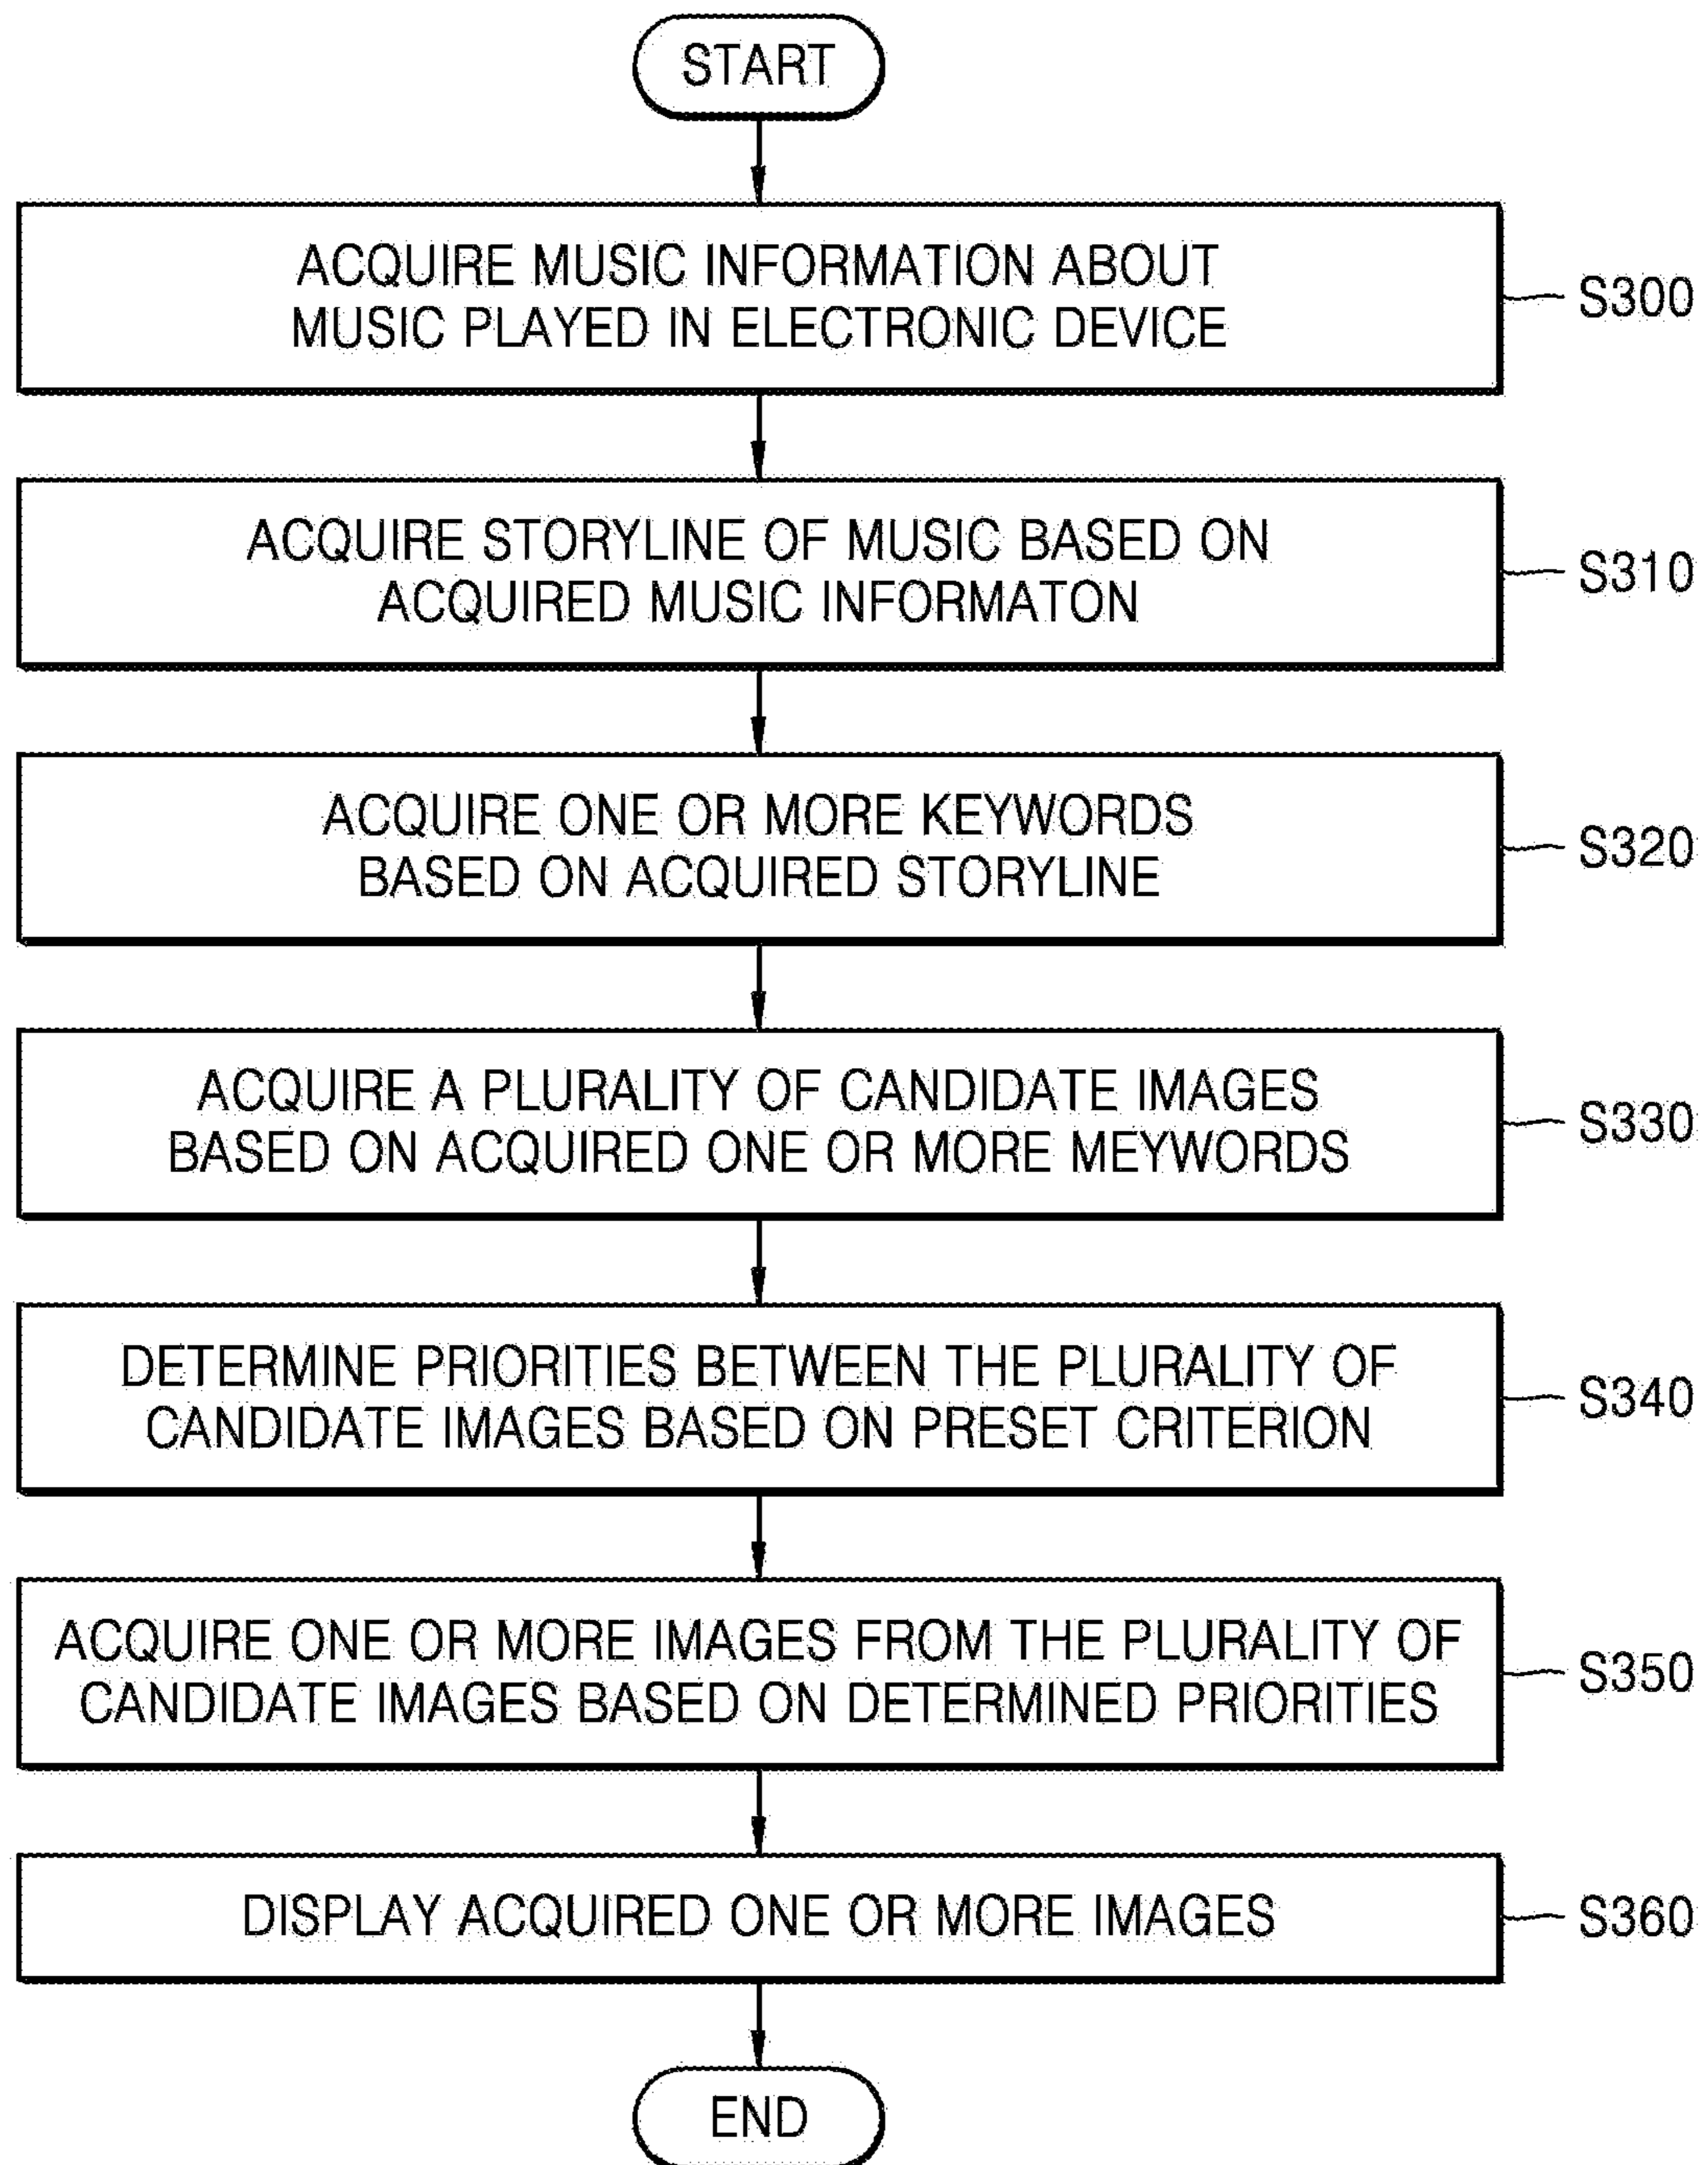 START
ACQUIRE MUSIC INFORMATION ABOUT
MUSIC PLAYED IN ELECTRONIC DEVICE
S300
ACQUIRE STORYLINE OF MUSIC BASED ON
ACQUIRED MUSIC INFORMATON
S310
ACQUIRE ONE OR MORE KEYWORDS
BASED ON ACQUIRED STORYLINE
S320
ACQUIRE A PLURALITY OF CANDIDATE IMAGES
BASED ON ACQUIRED ONE OR MORE MEYWORDS
S330
DETERMINE PRIORITIES BETWEEN THE PLURALITY OF
CANDIDATE IMAGES BASED ON PRESET CRITERION
S340
ACQUIRE ONE OR MORE IMAGES FROM THE PLURALITY OF
CANDIDATE IMAGES BASED ON DETERMINED PRIORITIES
S350
DISPLAY ACQUIRED ONE OR MORE IMAGES
S360
END